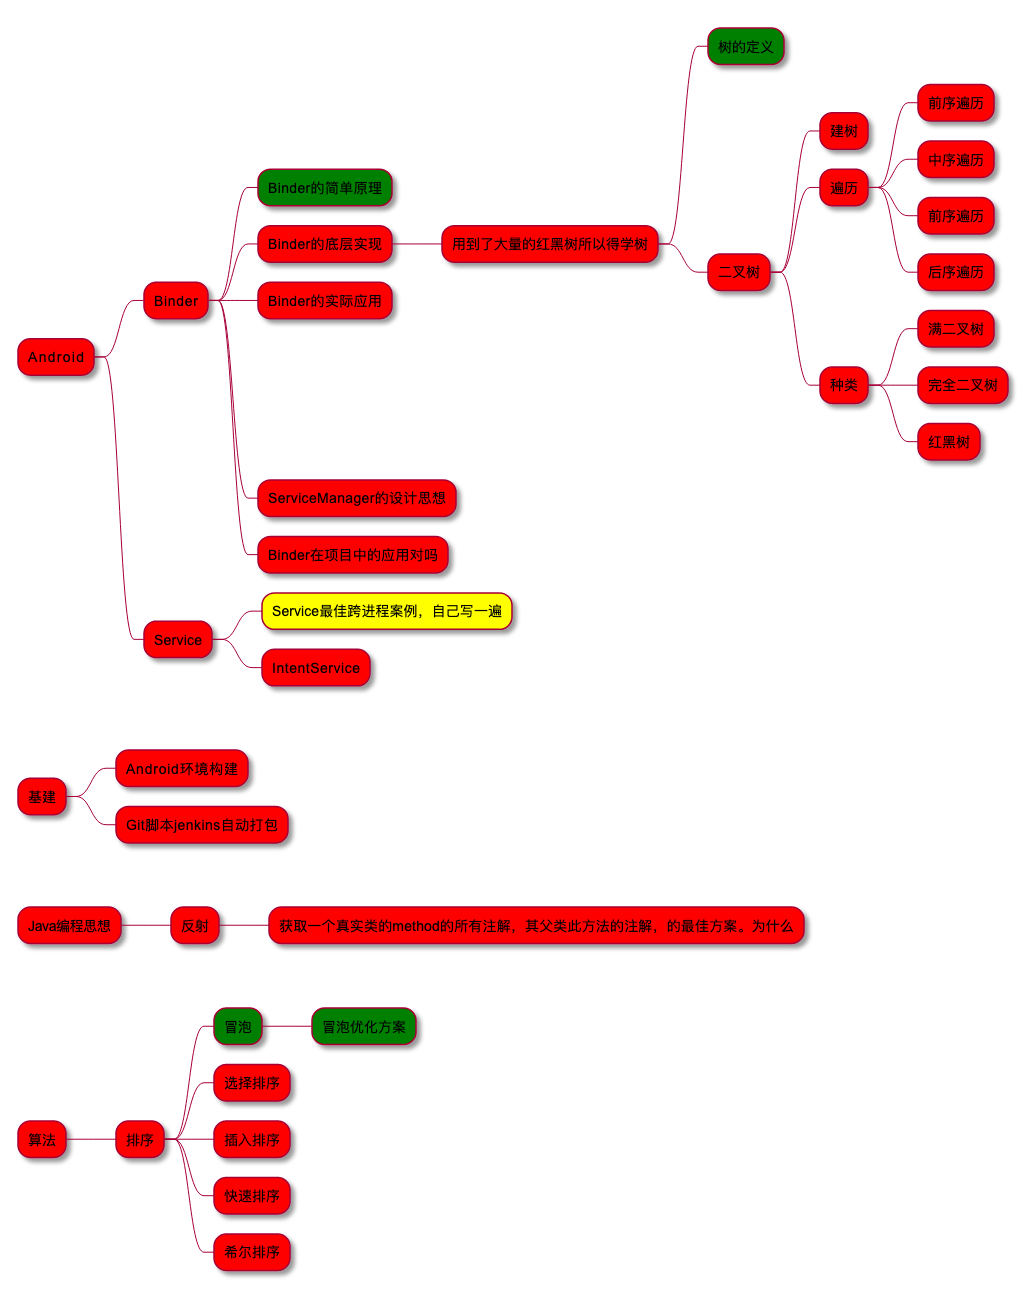 Android
Binder
Binder的简单原理
Binder的底层实现
用到了大量的红黑树所以得学树
树的定义
二叉树
建树
遍历
前序遍历
中序遍历
前序遍历
后序遍历
种类
满二叉树
完全二叉树
红黑树
Binder的实际应用
ServiceManager的设计思想
Binder在项目中的应用对吗
Service
Service最佳跨进程案例，自己写一遍
IntentService
基建
Android环境构建
Git脚本jenkins自动打包
Java编程思想
反射
获取一个真实类的method的所有注解，其父类此方法的注解，的最佳方案。为什么
算法
排序
冒泡
冒泡优化方案
选择排序
插入排序
快速排序
希尔排序